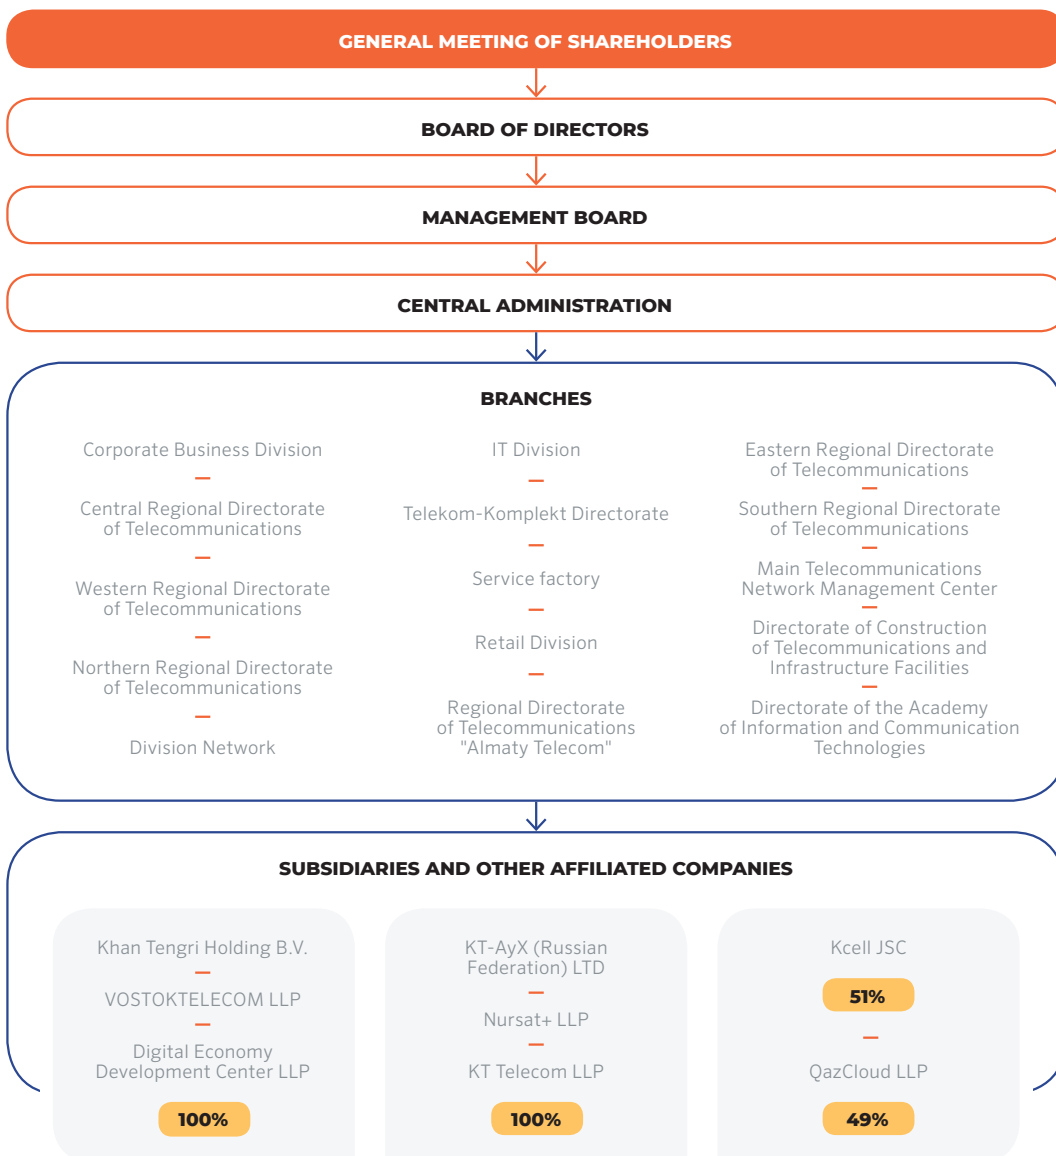 GENERAL MEETING OF SHAREHOLDERS
BOARD OF DIRECTORS
MANAGEMENT BOARD
CENTRAL ADMINISTRATION
BRANCHES
Corporate Business Division
Central Regional Directorate
of Telecommunications
Western Regional Directorate
of Telecommunications
Northern Regional Directorate
of Telecommunications
Division Network
IT Division
Telekom-Komplekt Directorate
Service factory
Retail Division
Regional Directorate
of Telecommunications
"Almaty Telecom"
Eastern Regional Directorate
of Telecommunications
Southern Regional Directorate
of Telecommunications
Main Telecommunications
Network Management Center
Directorate of Construction
of Telecommunications and
Infrastructure Facilities
Directorate of the Academy
of Information and Communication
Technologies
SUBSIDIARIES AND OTHER AFFILIATED COMPANIES
Khan Tengri Holding B.V.
VOSTOKTELECOM LLP
Digital Economy
Development Center LLP
100%
KT-AyX (Russian
Federation) LTD
Nursat+ LLP
KT Telecom LLP
100%
Kcell JSC
51%
QazCloud LLP
49%